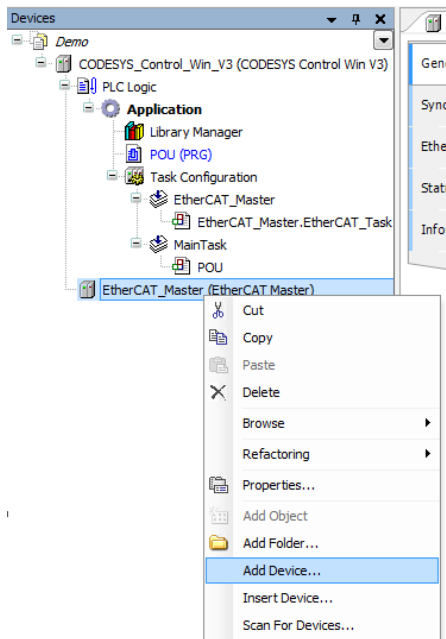 Devices
Demo
CODESYS_Control_Win_V3 (CODESYS Control Win V3)
PLC Logic
Application
Library Manager
POU (PRG)
Task Configuration
EtherCAT_Master
EtherCAT_Master.EtherCAT_Task
MainTask
POU
EtherCAT_Master (EtherCAT Master)
Cut
Copy
Paste
Delete
Browse
Refactoring
Properties...
Add Object
Add Folder...
Add Device...
Insert Device...
Scan For Devices...
Gene
Sync
Ethe
Stat
Info